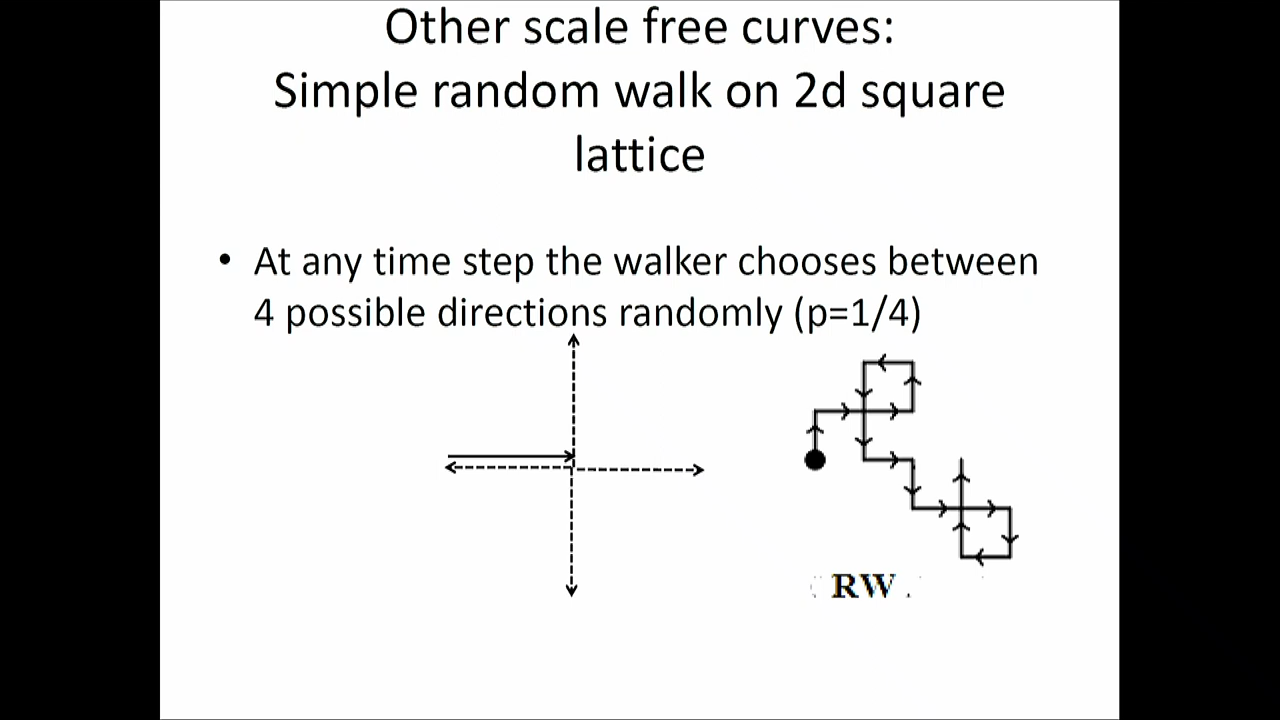 Other scale free curves:
Simple random walk on 2d square
lattice
• At any time step the walker chooses between
4 possible directions randomly (p=1/4)
RW .